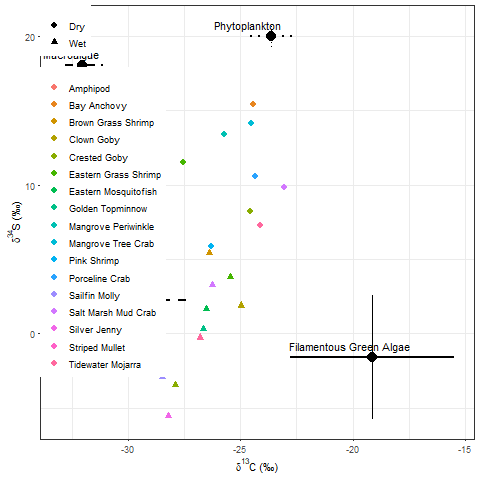 Phytoplankton
Dry
Wet
Macroalgae
Amphipod
Bay Anchovy
Brown Grass Shrimp
Clown Goby
Crested Goby
Eastern Grass Shrimp
Eastern Mosquitofish
Golden Topminnow
Mangrove Periwinkle
Mangrove Tree Crab
Pink Shrimp
Porceline Crab
Sailfin Molly
Salt Marsh Mud Crab
Silver Jenny
Striped Mullet
Tidewater Mojarra
Filamentous Green Algae
20
10
0
δ³⁴S (‰)
-30 -25 -20 -15
δ¹³C (‰)